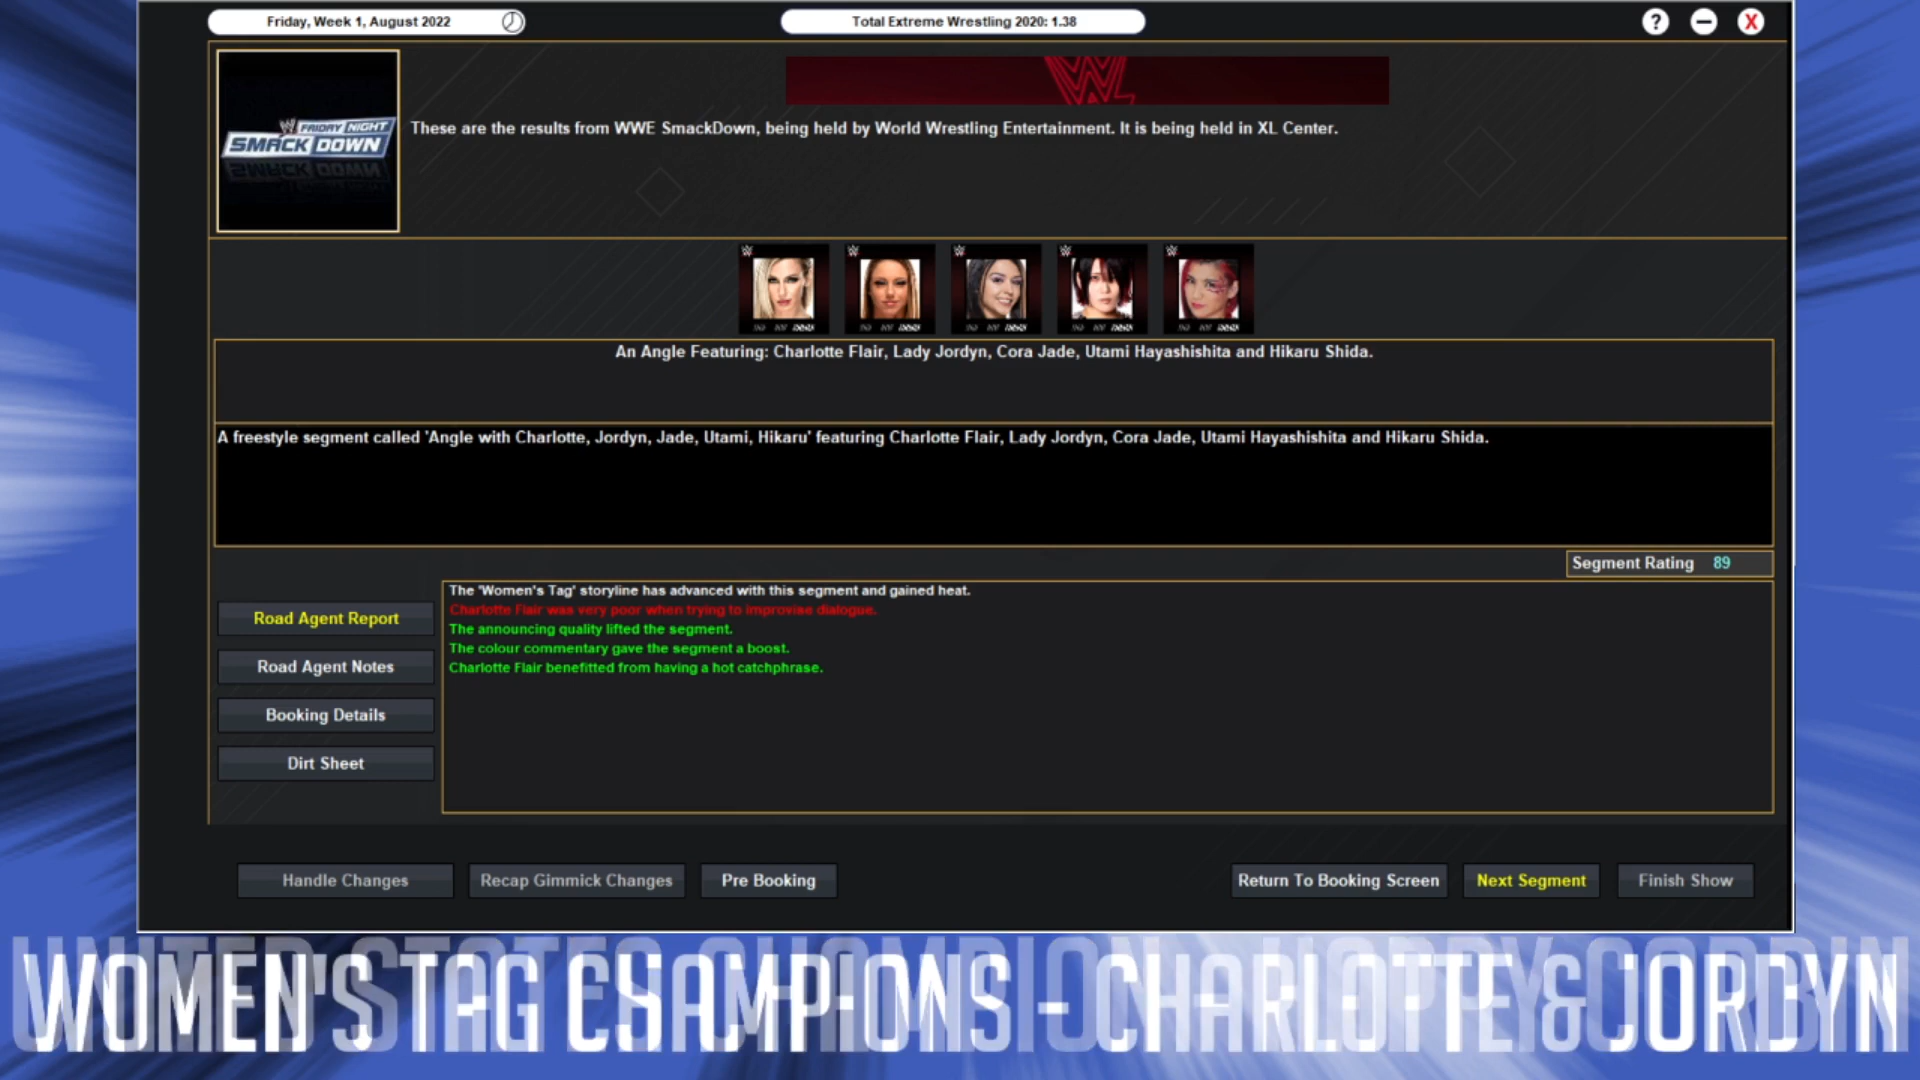 Friday, Week 1, August 2022
Total Extreme Wrestling 2020: 1.38
?
X
FRIDAY NIGHT
SMACK DOWN
These are the results from WWE SmackDown, being held by World Wrestling Entertainment. It is being held in XL Center.
An Angle Featuring: Charlotte Flair, Lady Jordyn, Cora Jade, Utami Hayashishita and Hikaru Shida.
A freestyle segment called 'Angle with Charlotte, Jordyn, Jade, Utami, Hikaru' featuring Charlotte Flair, Lady Jordyn, Cora Jade, Utami Hayashishita and Hikaru Shida.
Segment Rating 89
Road Agent Report
Road Agent Notes
Booking Details
Dirt Sheet
The 'Women's Tag' storyline has advanced with this segment and gained heat.
Charlotte Flair was very poor when trying to improvise dialogue.
The announcing quality lifted the segment.
The colour commentary gave the segment a boost.
Charlotte Flair benefitted from having a hot catchphrase.
Handle Changes
Recap Gimmick Changes
Pre Booking
Return To Booking Screen
Next Segment
Finish Show
WOMEN'S TAG CHAMPIONS - CHARLOTTE & JORDYN